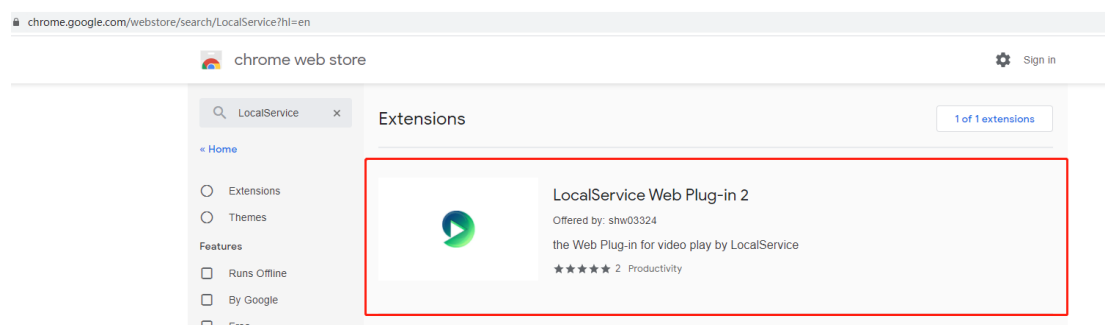 chrome.google.com/webstore/search/LocalService?hl=en
chrome web store
Sign in
LocalService ×
« Home
Extensions
Themes
Features
Runs Offline
By Google
Extensions
1 of 1 extensions
LocalService Web Plug-in 2
Offered by: shw03324
the Web Plug-in for video play by LocalService
★★★★★ 2 Productivity